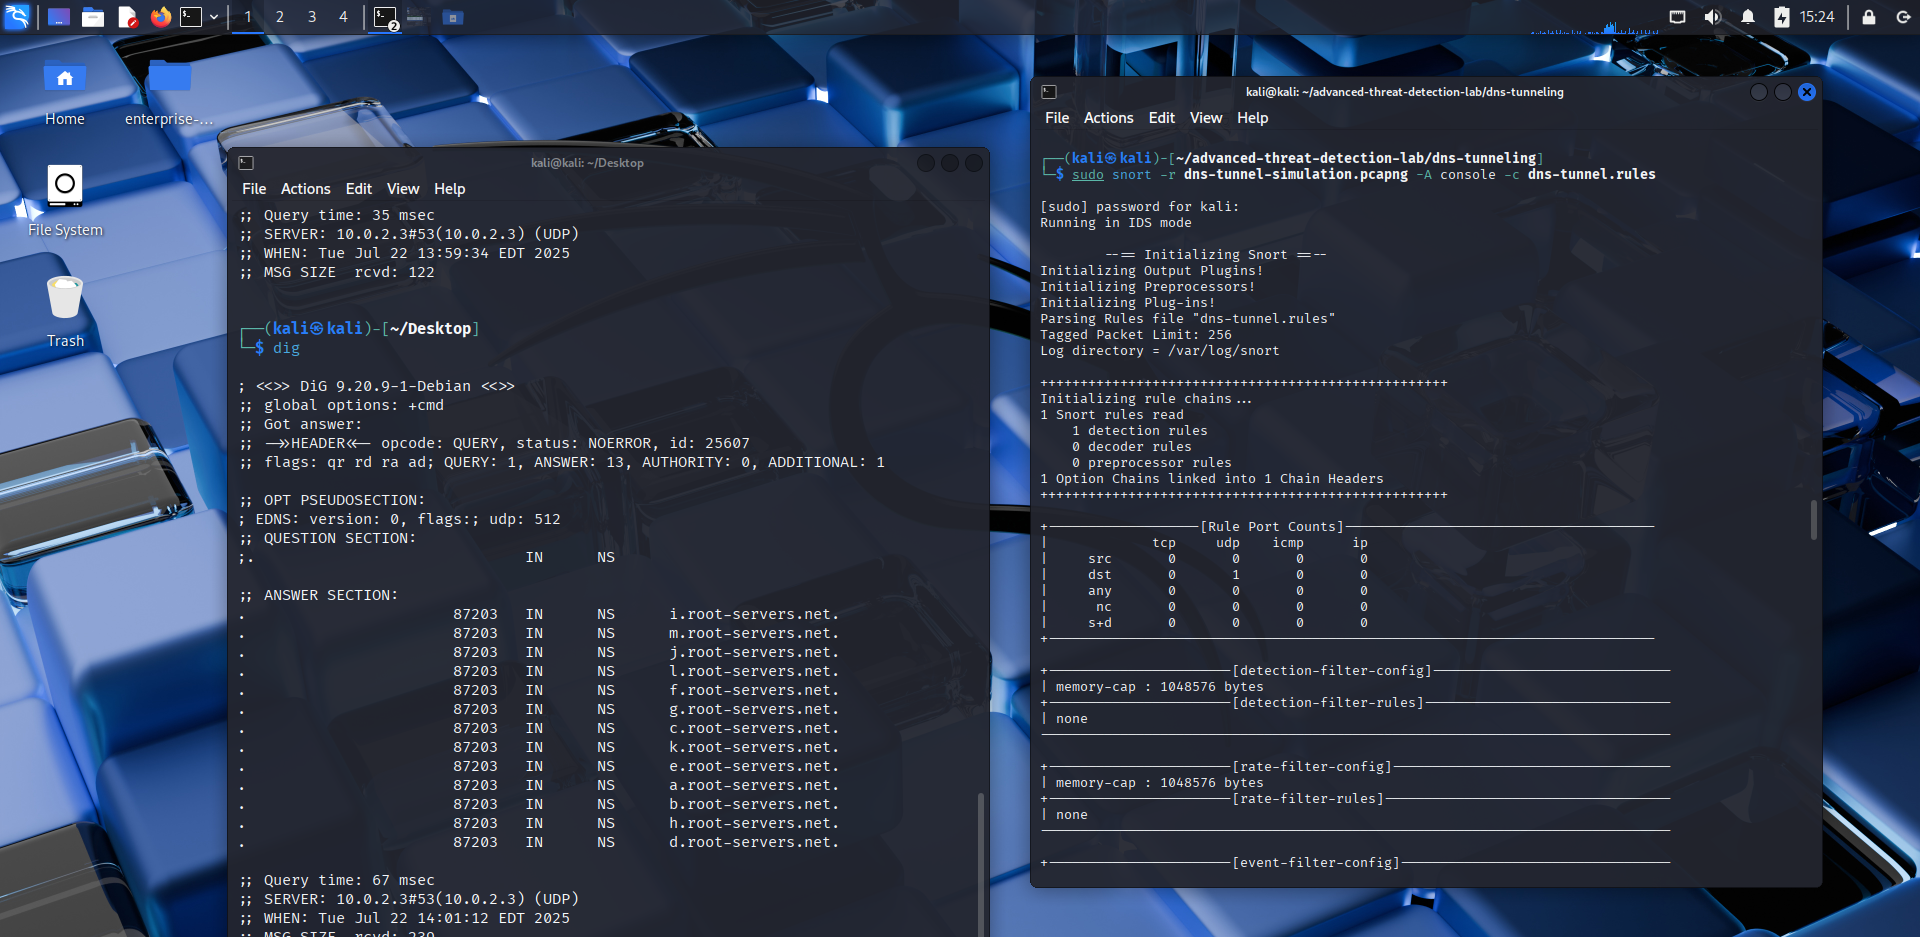 1 2 3 4
2
15:24
Home
enterprise-...
File System
Trash
kali@kali: ~/Desktop
File Actions Edit View Help
;; Query time: 35 msec
;; SERVER: 10.0.2.3#53(10.0.2.3) (UDP)
;; WHEN: Tue Jul 22 13:59:34 EDT 2025
;; MSG SIZE  rcvd: 122
┌──(kali㉿kali)-[~/Desktop]
└─$ dig
; <<>> DiG 9.20.9-1-Debian <<>>
;; global options: +cmd
;; Got answer:
;; ->>HEADER<<- opcode: QUERY, status: NOERROR, id: 25607
;; flags: qr rd ra ad; QUERY: 1, ANSWER: 13, AUTHORITY: 0, ADDITIONAL: 1
;; OPT PSEUDOSECTION:
; EDNS: version: 0, flags:; udp: 512
;; QUESTION SECTION:
;. IN NS
;; ANSWER SECTION:
. 87203 IN NS i.root-servers.net.
. 87203 IN NS m.root-servers.net.
. 87203 IN NS j.root-servers.net.
. 87203 IN NS l.root-servers.net.
. 87203 IN NS f.root-servers.net.
. 87203 IN NS g.root-servers.net.
. 87203 IN NS c.root-servers.net.
. 87203 IN NS k.root-servers.net.
. 87203 IN NS e.root-servers.net.
. 87203 IN NS a.root-servers.net.
. 87203 IN NS b.root-servers.net.
. 87203 IN NS h.root-servers.net.
. 87203 IN NS d.root-servers.net.
;; Query time: 67 msec
;; SERVER: 10.0.2.3#53(10.0.2.3) (UDP)
;; WHEN: Tue Jul 22 14:01:12 EDT 2025
;; MSG SIZE  rcvd: 239
kali@kali: ~/advanced-threat-detection-lab/dns-tunneling
File Actions Edit View Help
┌──(kali㉿kali)-[~/advanced-threat-detection-lab/dns-tunneling]
└─$ sudo snort -r dns-tunnel-simulation.pcapng -A console -c dns-tunnel.rules
[sudo] password for kali:
Running in IDS mode
--== Initializing Snort ==--
Initializing Output Plugins!
Initializing Preprocessors!
Initializing Plug-ins!
Parsing Rules file "dns-tunnel.rules"
Tagged Packet Limit: 256
Log directory = /var/log/snort
+++++++++++++++++++++++++++++++++++++++++++++++++++
Initializing rule chains...
1 Snort rules read
1 detection rules
0 decoder rules
0 preprocessor rules
1 Option Chains linked into 1 Chain Headers
+++++++++++++++++++++++++++++++++++++++++++++++++++
+-------------------[Rule Port Counts]---------------------------------------
| tcp udp icmp ip
| src 0 0 0 0
| dst 0 1 0 0
| any 0 0 0 0
| nc 0 0 0 0
| s+d 0 0 0 0
+----------------------------------------------------------------------------
+-----------------------[detection-filter-config]------------------------------
| memory-cap : 1048576 bytes
+-----------------------[detection-filter-rules]-------------------------------
| none
-------------------------------------------------------------------------------
+-----------------------[rate-filter-config]-----------------------------------
| memory-cap : 1048576 bytes
+-----------------------[rate-filter-rules]------------------------------------
| none
-------------------------------------------------------------------------------
+-----------------------[event-filter-config]----------------------------------